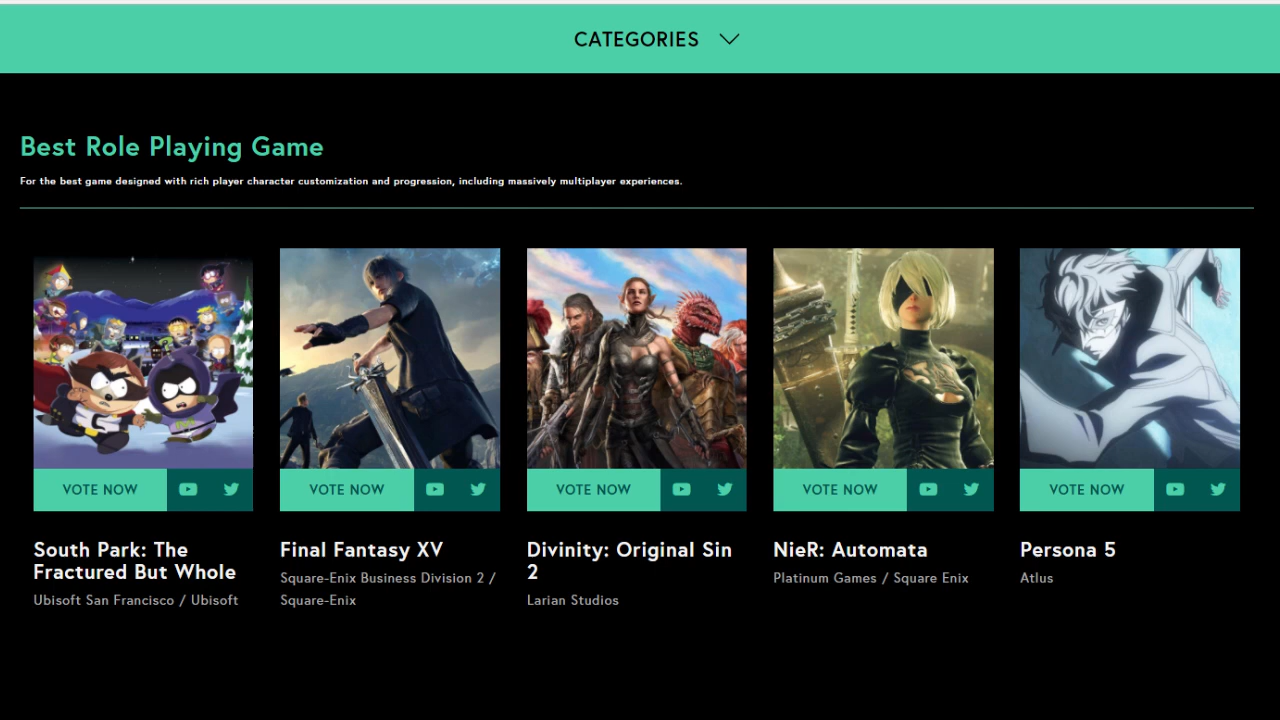 CATEGORIES
Best Role Playing Game
For the best game designed with rich player character customization and progression, including massively multiplayer experiences.
VOTE NOW
VOTE NOW
VOTE NOW
VOTE NOW
VOTE NOW
South Park: The
Fractured But Whole
Ubisoft San Francisco / Ubisoft
Final Fantasy XV
Square-Enix Business Division 2 /
Square-Enix
Divinity: Original Sin
2
Larian Studios
NieR: Automata
Platinum Games / Square Enix
Persona 5
Atlus